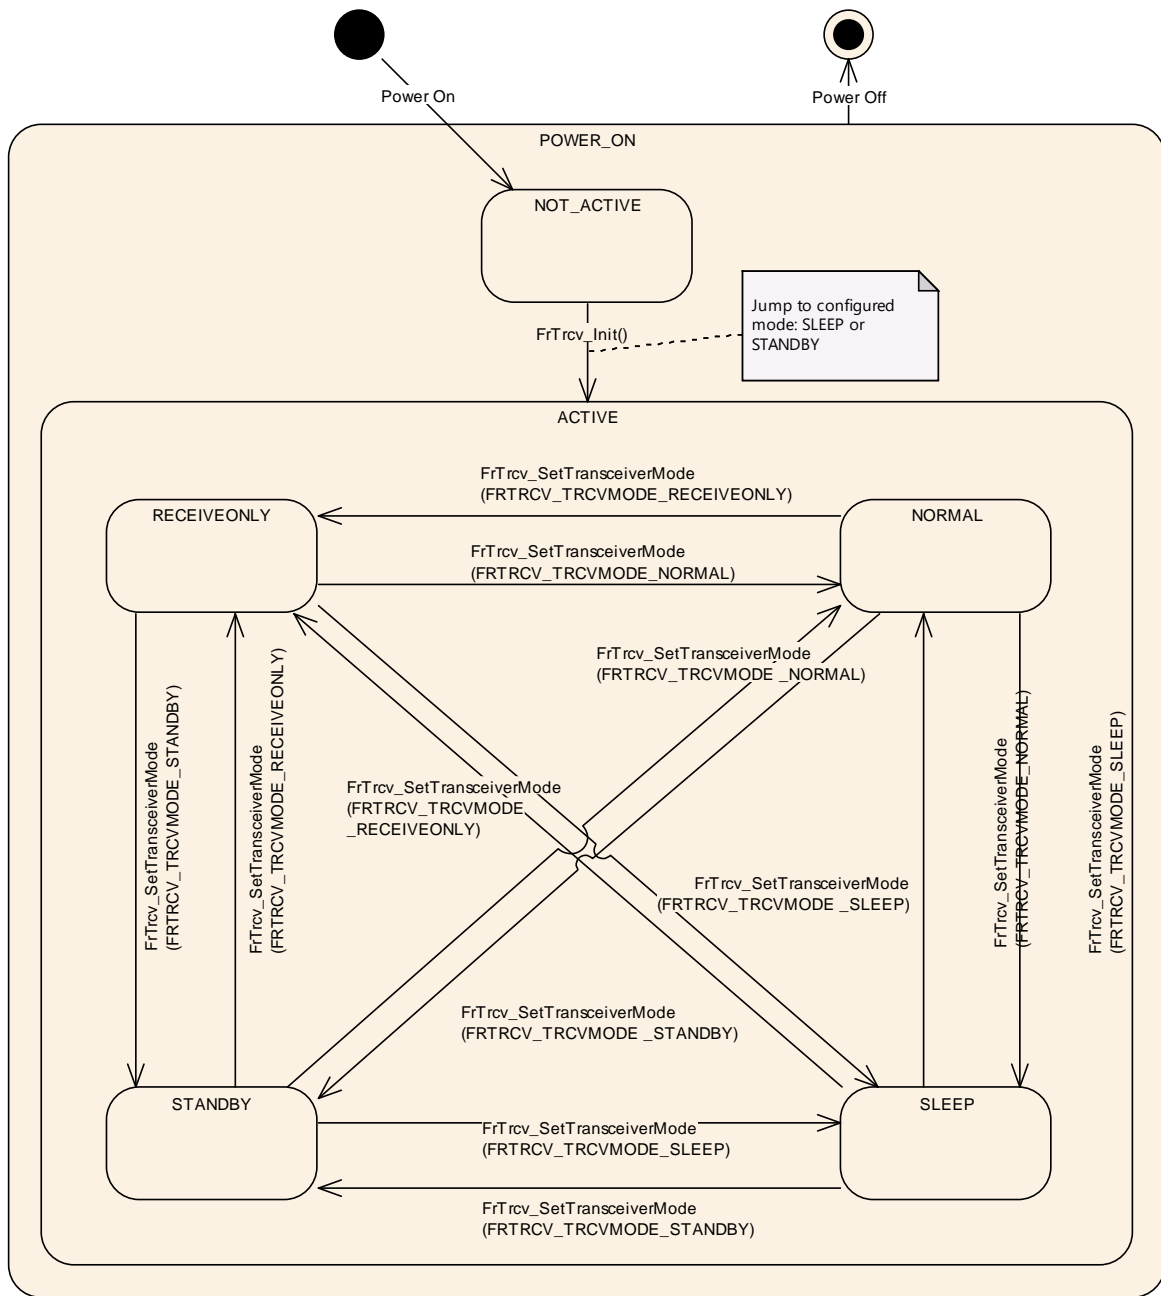 Power On
Power Off
POWER_ON
NOT_ACTIVE
Jump to configured
mode: SLEEP or
STANDBY
FrTrcv_Init()
ACTIVE
FrTrcv_SetTransceiverMode
(FRTRCV_TRCVMODE_RECEIVEONLY)
RECEIVEONLY
NORMAL
FrTrcv_SetTransceiverMode
(FRTRCV_TRCVMODE_NORMAL)
FrTrcv_SetTransceiverMode
(FRTRCV_TRCVMODE _NORMAL)
FrTrcv_SetTransceiverMode
(FRTRCV_TRCVMODE_STANDBY)
FrTrcv_SetTransceiverMode
(FRTRCV_TRCVMODE_RECEIVEONLY)
FrTrcv_SetTransceiverMode
(FRTRCV_TRCVMODE
_RECEIVEONLY)
FrTrcv_SetTransceiverMode
(FRTRCV_TRCVMODE_NORMAL)
FrTrcv_SetTransceiverMode
(FRTRCV_TRCVMODE_SLEEP)
FrTrcv_SetTransceiverMode
(FRTRCV_TRCVMODE _SLEEP)
FrTrcv_SetTransceiverMode
(FRTRCV_TRCVMODE _STANDBY)
STANDBY
SLEEP
FrTrcv_SetTransceiverMode
(FRTRCV_TRCVMODE_SLEEP)
FrTrcv_SetTransceiverMode
(FRTRCV_TRCVMODE_STANDBY)